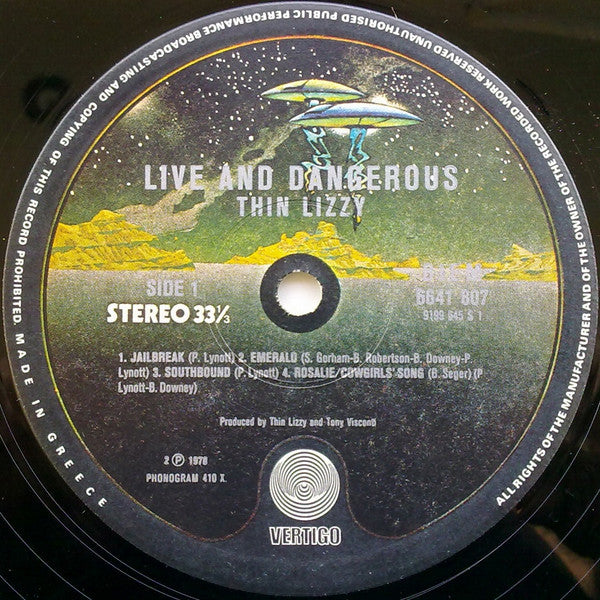 COPYING OF THIS RECORD PROHIBITED. MADE IN GREECE
ALL RIGHTS OF THE MANUFACTURER AND OF THE OWNER OF THE RECORDED WORK RESERVED UNAUTHORISED PUBLIC PERFORMANCE BROADCASTING AND
LIVE AND DANGEROUS
THIN LIZZY
SIDE 1
STEREO 33⅓
6641 807
9199 645 S 1
1. JAILBREAK (P. Lynott) 2. EMERALD (S. Gorham-B. Robertson-B. Downey-P.
Lynott) 3. SOUTHBOUND (P. Lynott) 4. ROSALIE/COWGIRLS' SONG (B. Seger) (P
Lynott-B. Downey)
Produced by Thin Lizzy and Tony Visconti
2 ℗ 1978
PHONOGRAM 410 X.
VERTIGO